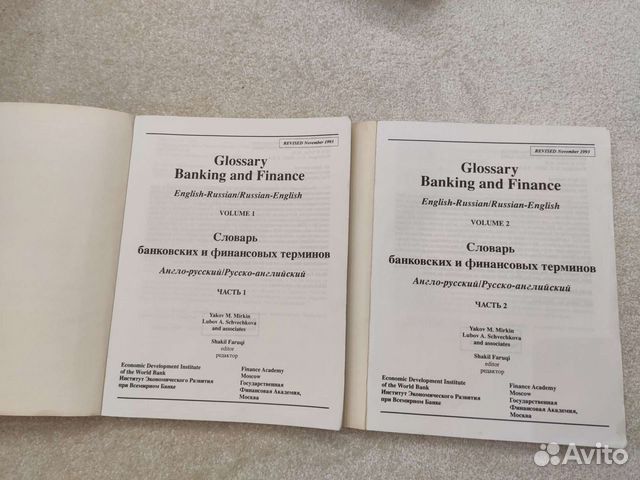 REVISED November 1993
Glossary
Banking and Finance
English-Russian/Russian-English
VOLUME 1
Словарь
банковских и финансовых терминов
Англо-русский/Русско-английский
ЧАСТЬ 1
Yakov M. Mirkin
Lubov A. Schvechkova
and associates
Shakil Faruqi
editor
редактор
Economic Development Institute
of the World Bank
Институт Экономического Развития
при Всемирном Банке
Finance Academy
Moscow
Государственная
Финансовая Академия,
Москва
REVISED November 1993
Glossary
Banking and Finance
English-Russian/Russian-English
VOLUME 2
Словарь
банковских и финансовых терминов
Англо-русский/Русско-английский
ЧАСТЬ 2
Yakov M. Mirkin
Lubov A. Schvechkova
and associates
Shakil Faruqi
editor
редактор
Economic Development Institute
of the World Bank
Институт Экономического Развития
при Всемирном Банке
Finance Academy
Moscow
Государственная
Финансовая Академия,
Москва
Avito